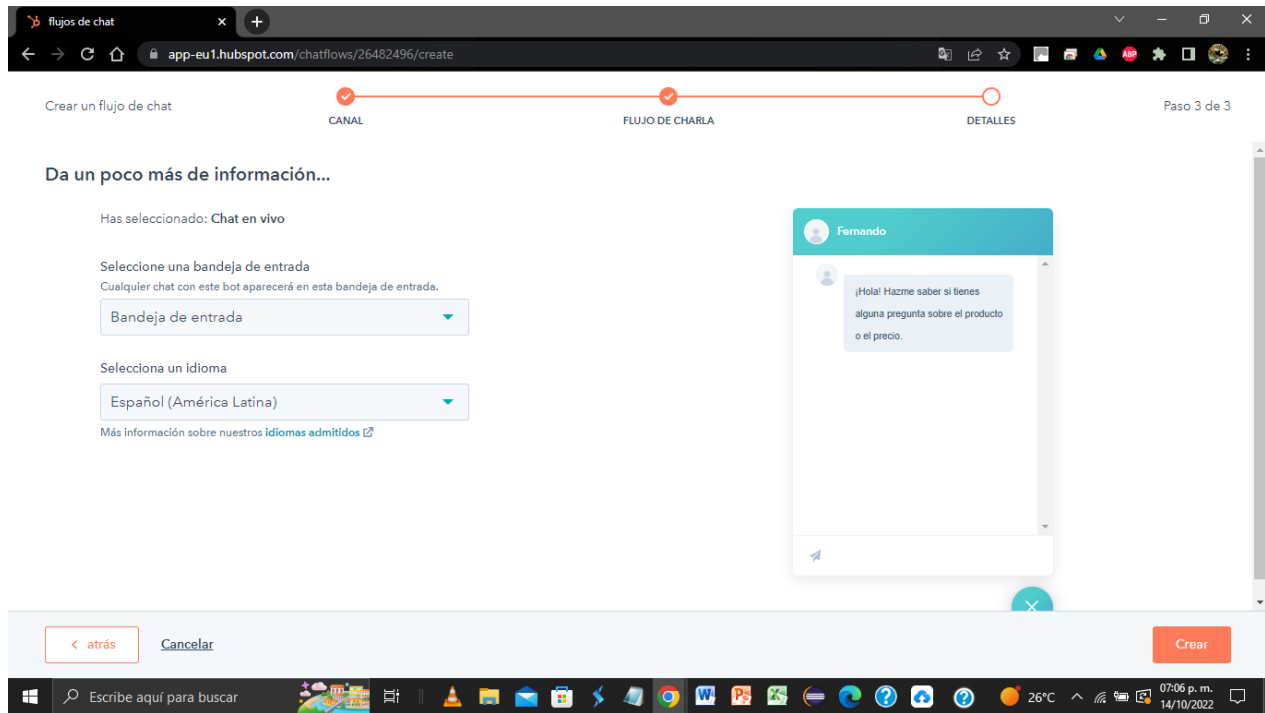 flujos de chat
app-eu1.hubspot.com/chatflows/26482496/create
ABP
Crear un flujo de chat
CANAL
FLUJO DE CHARLA
DETALLES
Paso 3 de 3
Da un poco más de información...
Has seleccionado: Chat en vivo
Seleccione una bandeja de entrada
Cualquier chat con este bot aparecerá en esta bandeja de entrada.
Bandeja de entrada
Selecciona un idioma
Español (América Latina)
Más información sobre nuestros idiomas admitidos
Fernando
¡Hola! Hazme saber si tienes
alguna pregunta sobre el producto
o el precio.
atrás
Cancelar
Crear
Escribe aquí para buscar
26°C
07:06 p. m.
14/10/2022